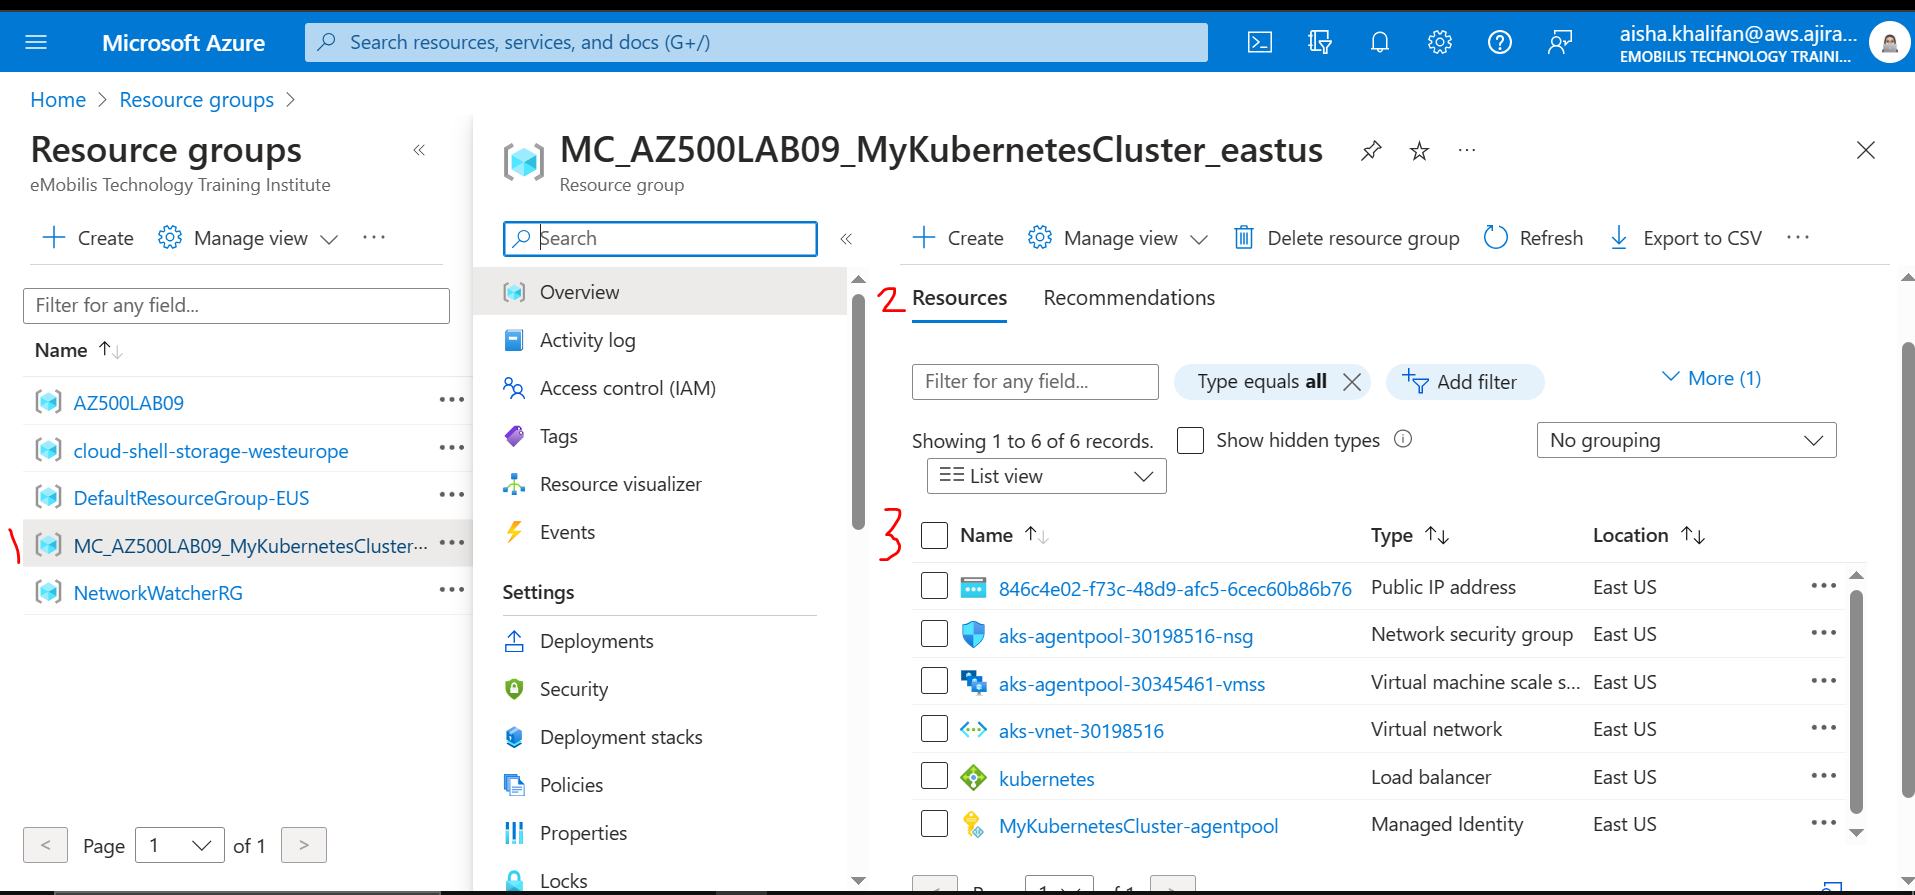 Microsoft Azure
Search resources, services, and docs (G+/)
aisha.khalifan@aws.ajira...
EMOBILIS TECHNOLOGY TRAINI...
Home > Resource groups >
Resource groups
eMobilis Technology Training Institute
Create
Manage view
Filter for any field...
Name
AZ500LAB09
cloud-shell-storage-westeurope
DefaultResourceGroup-EUS
1
MC_AZ500LAB09_MyKubernetesCluster...
NetworkWatcherRG
< Page 1 of 1 >
MC_AZ500LAB09_MyKubernetesCluster_eastus
Resource group
Search
Overview
Activity log
Access control (IAM)
Tags
Resource visualizer
Events
Settings
Deployments
Security
Deployment stacks
Policies
Properties
Locks
Create
Manage view
Delete resource group
Refresh
Export to CSV
2
Resources
Recommendations
Filter for any field...
Type equals all
Add filter
More (1)
Showing 1 to 6 of 6 records.
Show hidden types
No grouping
List view
3
Name Type Location
846c4e02-f73c-48d9-afc5-6cec60b86b76 Public IP address East US
aks-agentpool-30198516-nsg Network security group East US
aks-agentpool-30345461-vmss Virtual machine scale s... East US
aks-vnet-30198516 Virtual network East US
kubernetes Load balancer East US
MyKubernetesCluster-agentpool Managed Identity East US